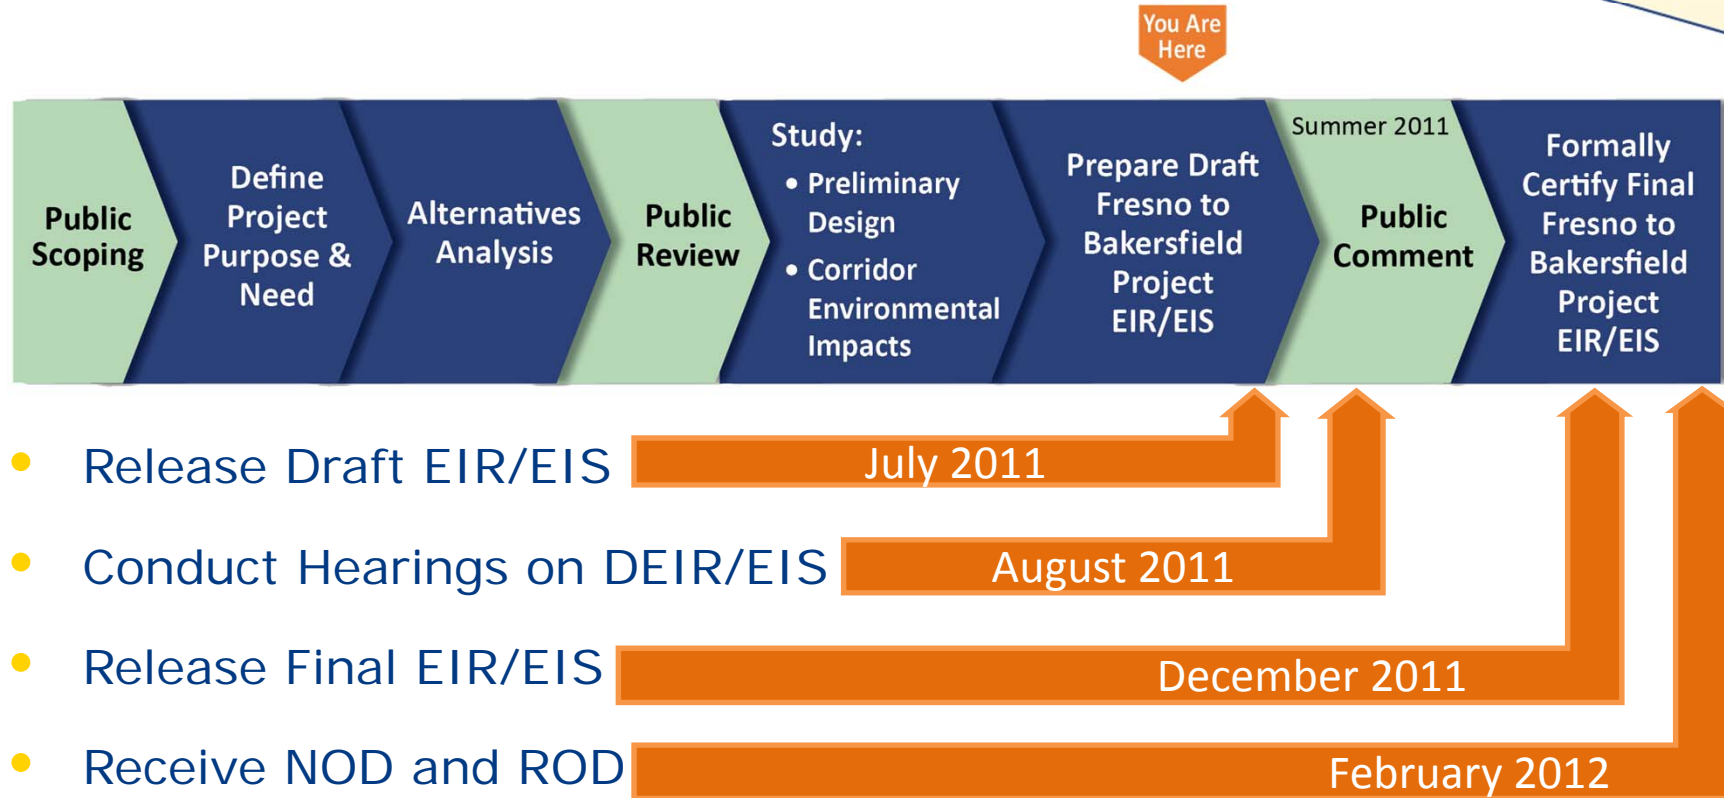 You Are
Here
Public
Scoping
Define
Project
Purpose &
Need
Alternatives
Analysis
Public
Review
Study:
• Preliminary
Design
• Corridor
Environmental
Impacts
Prepare Draft
Fresno to
Bakersfield
Project
EIR/EIS
Summer 2011
Public
Comment
Formally
Certify Final
Fresno to
Bakersfield
Project
EIR/EIS
• Release Draft EIR/EIS July 2011
• Conduct Hearings on DEIR/EIS August 2011
• Release Final EIR/EIS December 2011
• Receive NOD and ROD February 2012